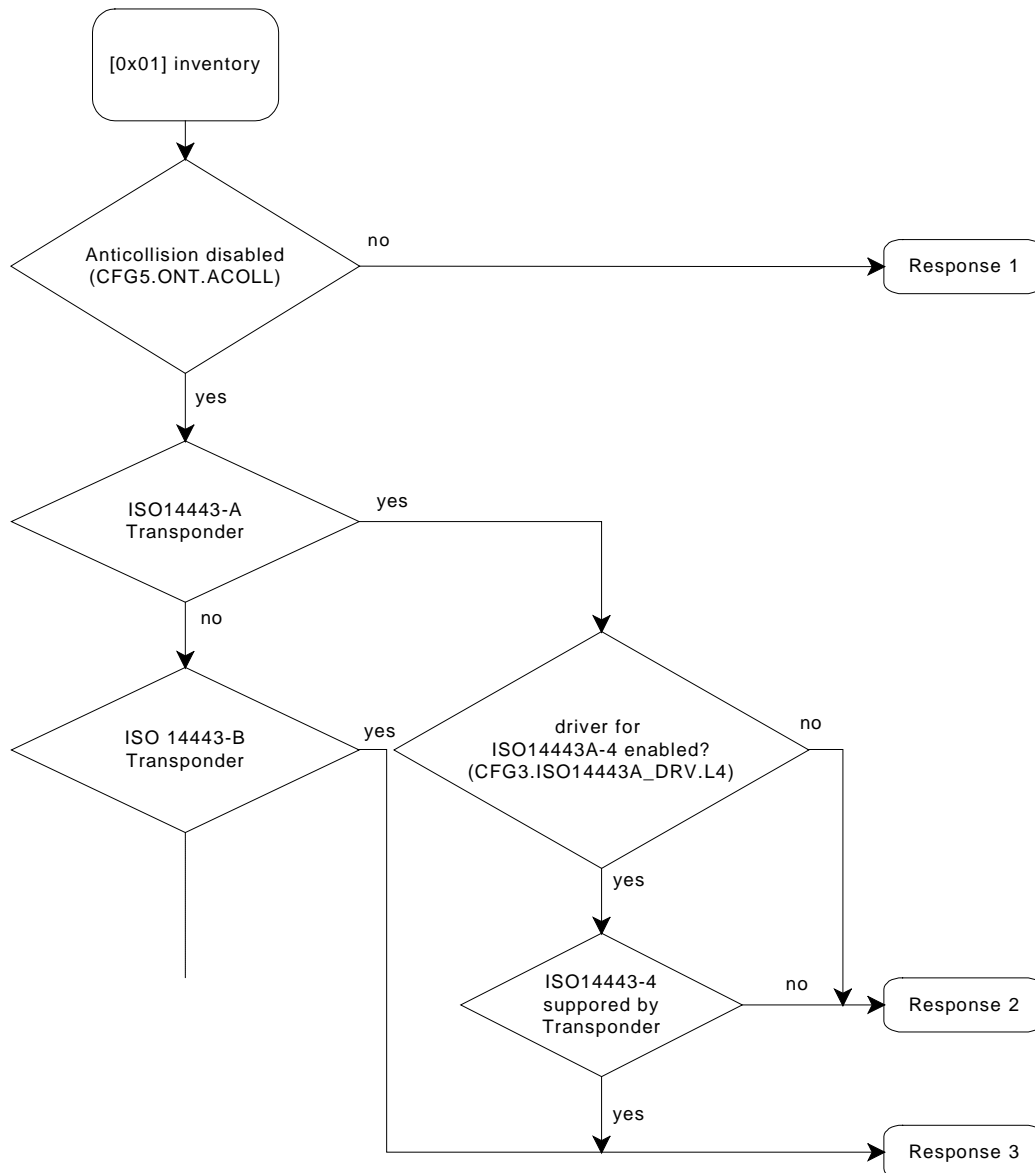 [0x01] inventory
Anticollision disabled
(CFG5.ONT.ACOLL)
no
Response 1
yes
ISO14443-A
Transponder
yes
no
ISO 14443-B
Transponder
yes
driver for
ISO14443A-4 enabled?
(CFG3.ISO14443A_DRV.L4)
no
yes
ISO14443-4
suppored by
Transponder
no
Response 2
yes
Response 3